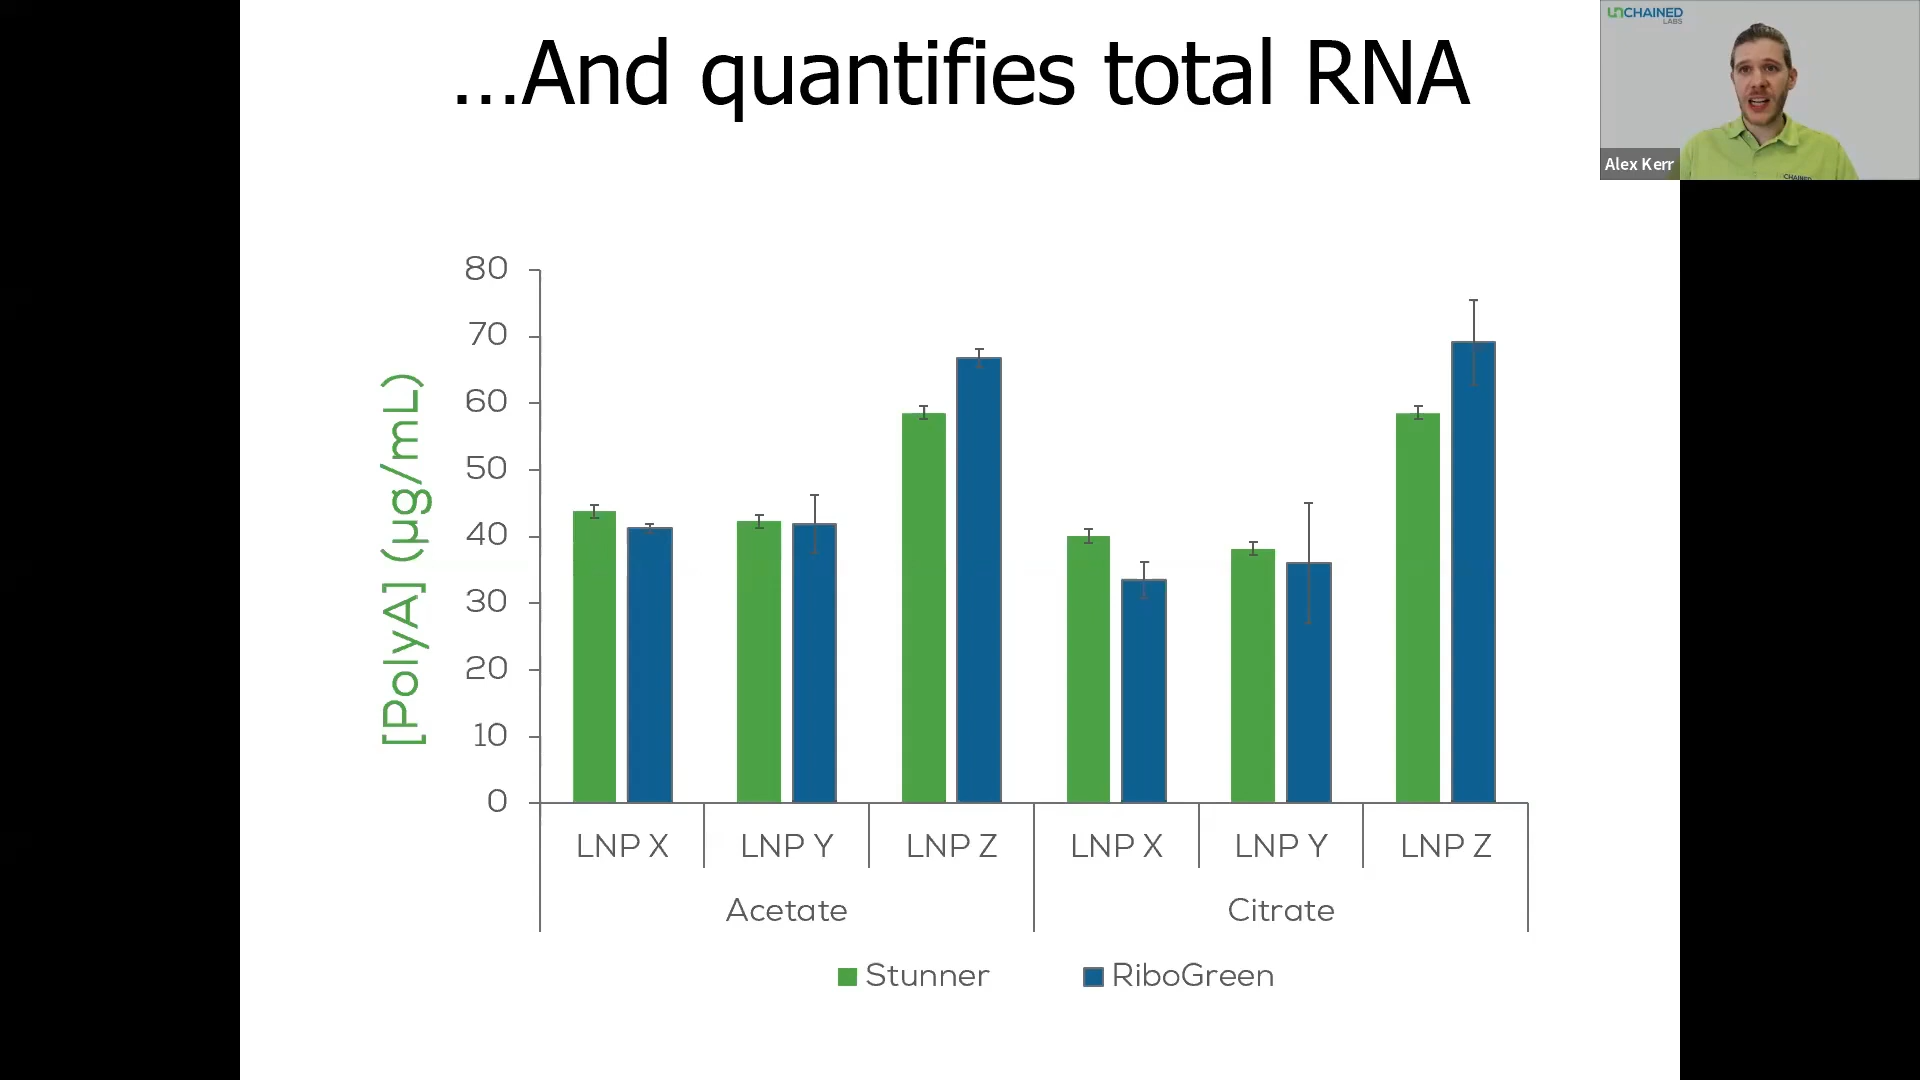 ...And quantifies total RNA
UNCHAINED
LABS
Alex Kerr
CHAINED
[PolyA] (µg/mL)
80
70
60
50
40
30
20
10
0
LNP X
LNP Y
LNP Z
LNP X
LNP Y
LNP Z
Acetate
Citrate
Stunner
RiboGreen